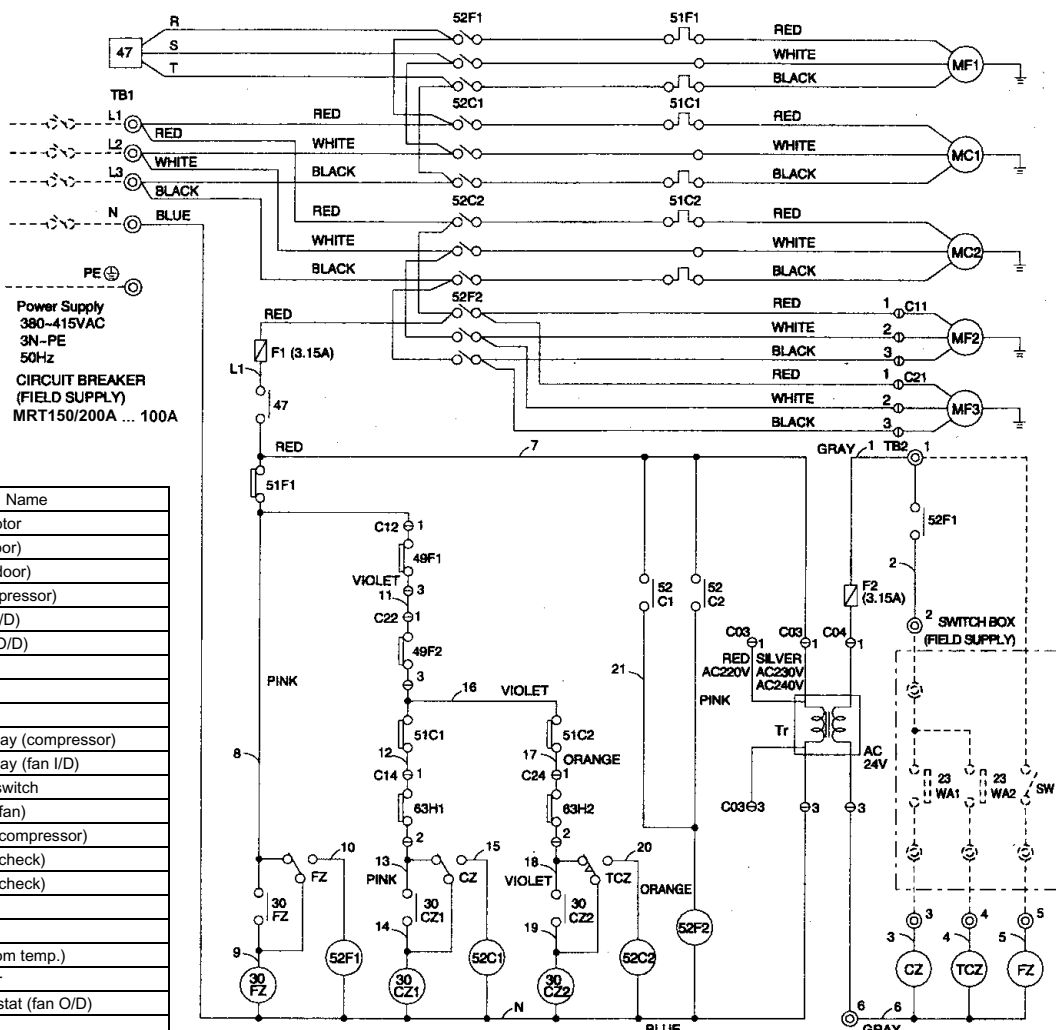 R
52F1
51F1
RED
S
WHITE
47
MF1
T
BLACK
TB1
52C1
51C1
L1
RED
RED
RED
L2
WHITE
WHITE
MC1
WHITE
L3
BLACK
BLACK
BLACK
52C2
51C2
N
BLUE
RED
RED
WHITE
WHITE
MC2
BLACK
BLACK
PE
Power Supply
380~415VAC
3N~PE
50Hz
CIRCUIT BREAKER
(FIELD SUPPLY)
MRT150/200A ... 100A
52F2
RED
RED
1
C11
WHITE
2
MF2
BLACK
3
F1 (3.15A)
L1
RED
1
C21
WHITE
2
MF3
BLACK
3
47
RED
7
GRAY
1
TB2
1
51F1
Name
otor
oor)
door)
pressor)
/D)
O/D)
ay (compressor)
ay (fan I/D)
switch
fan)
compressor)
check)
check)
om temp.)
r
stat (fan O/D)
C12
1
49F1
VIOLET
3
11
C22
1
49F2
3
52
C1
52
C2
52F1
2
F2
(3.15A)
2
SWITCH BOX
(FIELD SUPPLY)
C03
1
C03
1
C04
1
RED
AC220V
SILVER
AC230V
AC240V
21
PINK
16
VIOLET
PINK
51C1
51C2
12
17
ORANGE
C14
1
C24
1
63H1
63H2
2
2
8
Tr
AC
24V
C03
3
3
3
23
WA1
23
WA2
SW
10
FZ
13
PINK
15
CZ
18
VIOLET
20
TCZ
ORANGE
30
FZ
30
CZ1
30
CZ2
9
14
19
52F2
3
4
5
3
4
5
30
FZ
52F1
30
CZ1
52C1
30
CZ2
52C2
CZ
TCZ
FZ
N
BLUE
6
6
GRAY